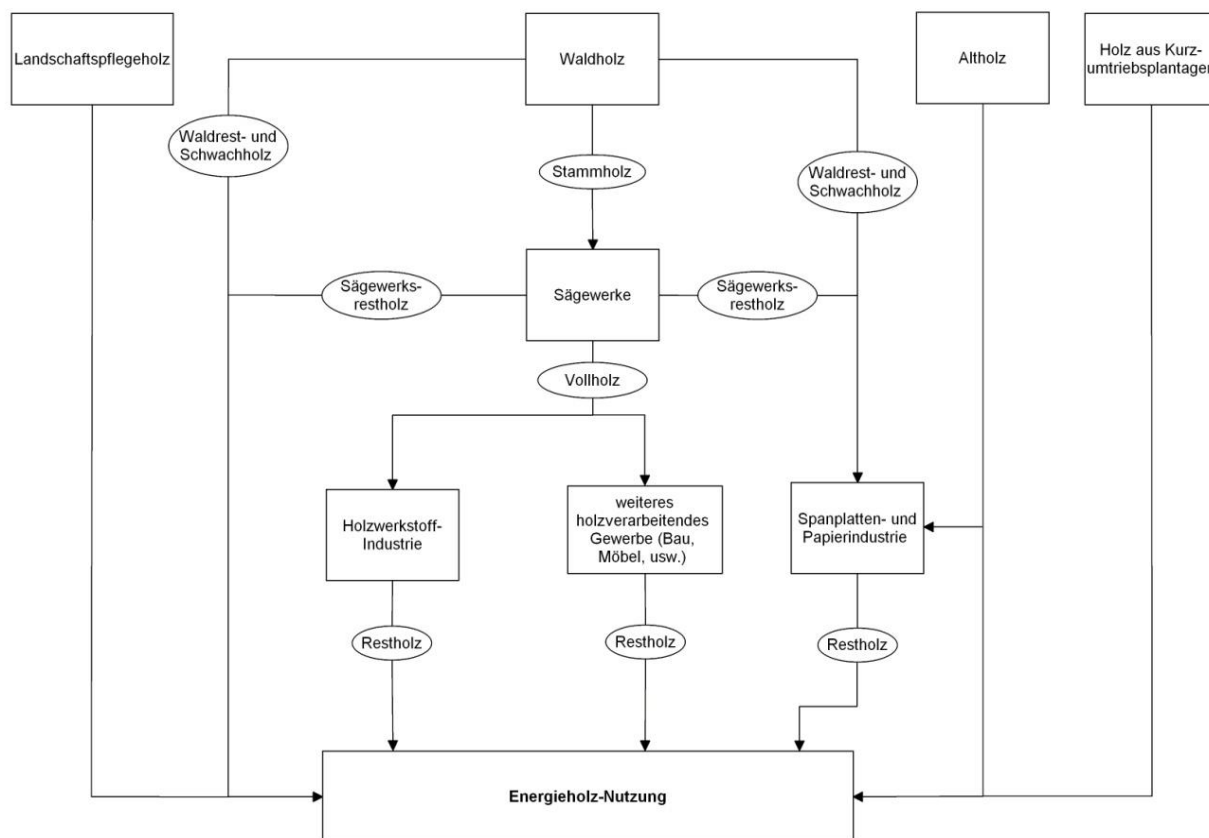 Landschaftspflegeholz
Waldholz
Altholz
Holz aus Kurz-
umtriebsplantagen
Waldrest- und
Schwachholz
Stammholz
Waldrest- und
Schwachholz
Sägewerks-
restholz
Sägewerke
Sägewerks-
restholz
Vollholz
Holzwerkstoff-
Industrie
weiteres
holzverarbeitendes
Gewerbe (Bau,
Möbel, usw.)
Spanplatten- und
Papierindustrie
Restholz
Restholz
Restholz
Energieholz-Nutzung